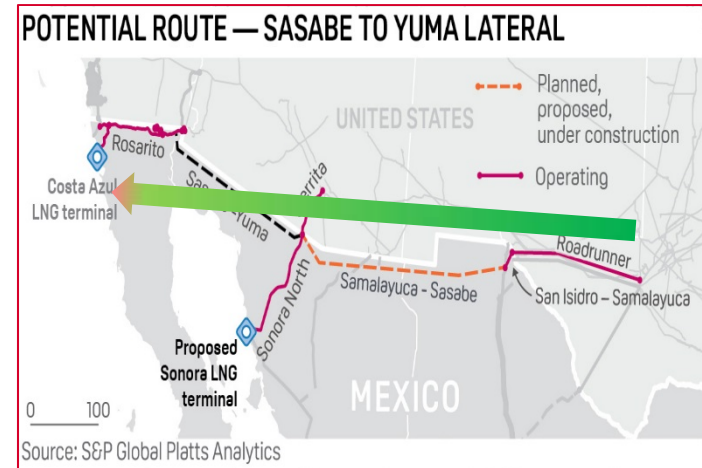 POTENTIAL ROUTE — SASABE TO YUMA LATERAL
Planned,
proposed,
under construction
Operating
UNITED STATES
Rosarito
Costa Azul
LNG terminal
Yuma
Sonora North
Samalayuca - Sasabe
Roadrunner
San Isidro – Samalayuca
Proposed
Sonora LNG
terminal
MEXICO
0 100
Source: S&P Global Platts Analytics